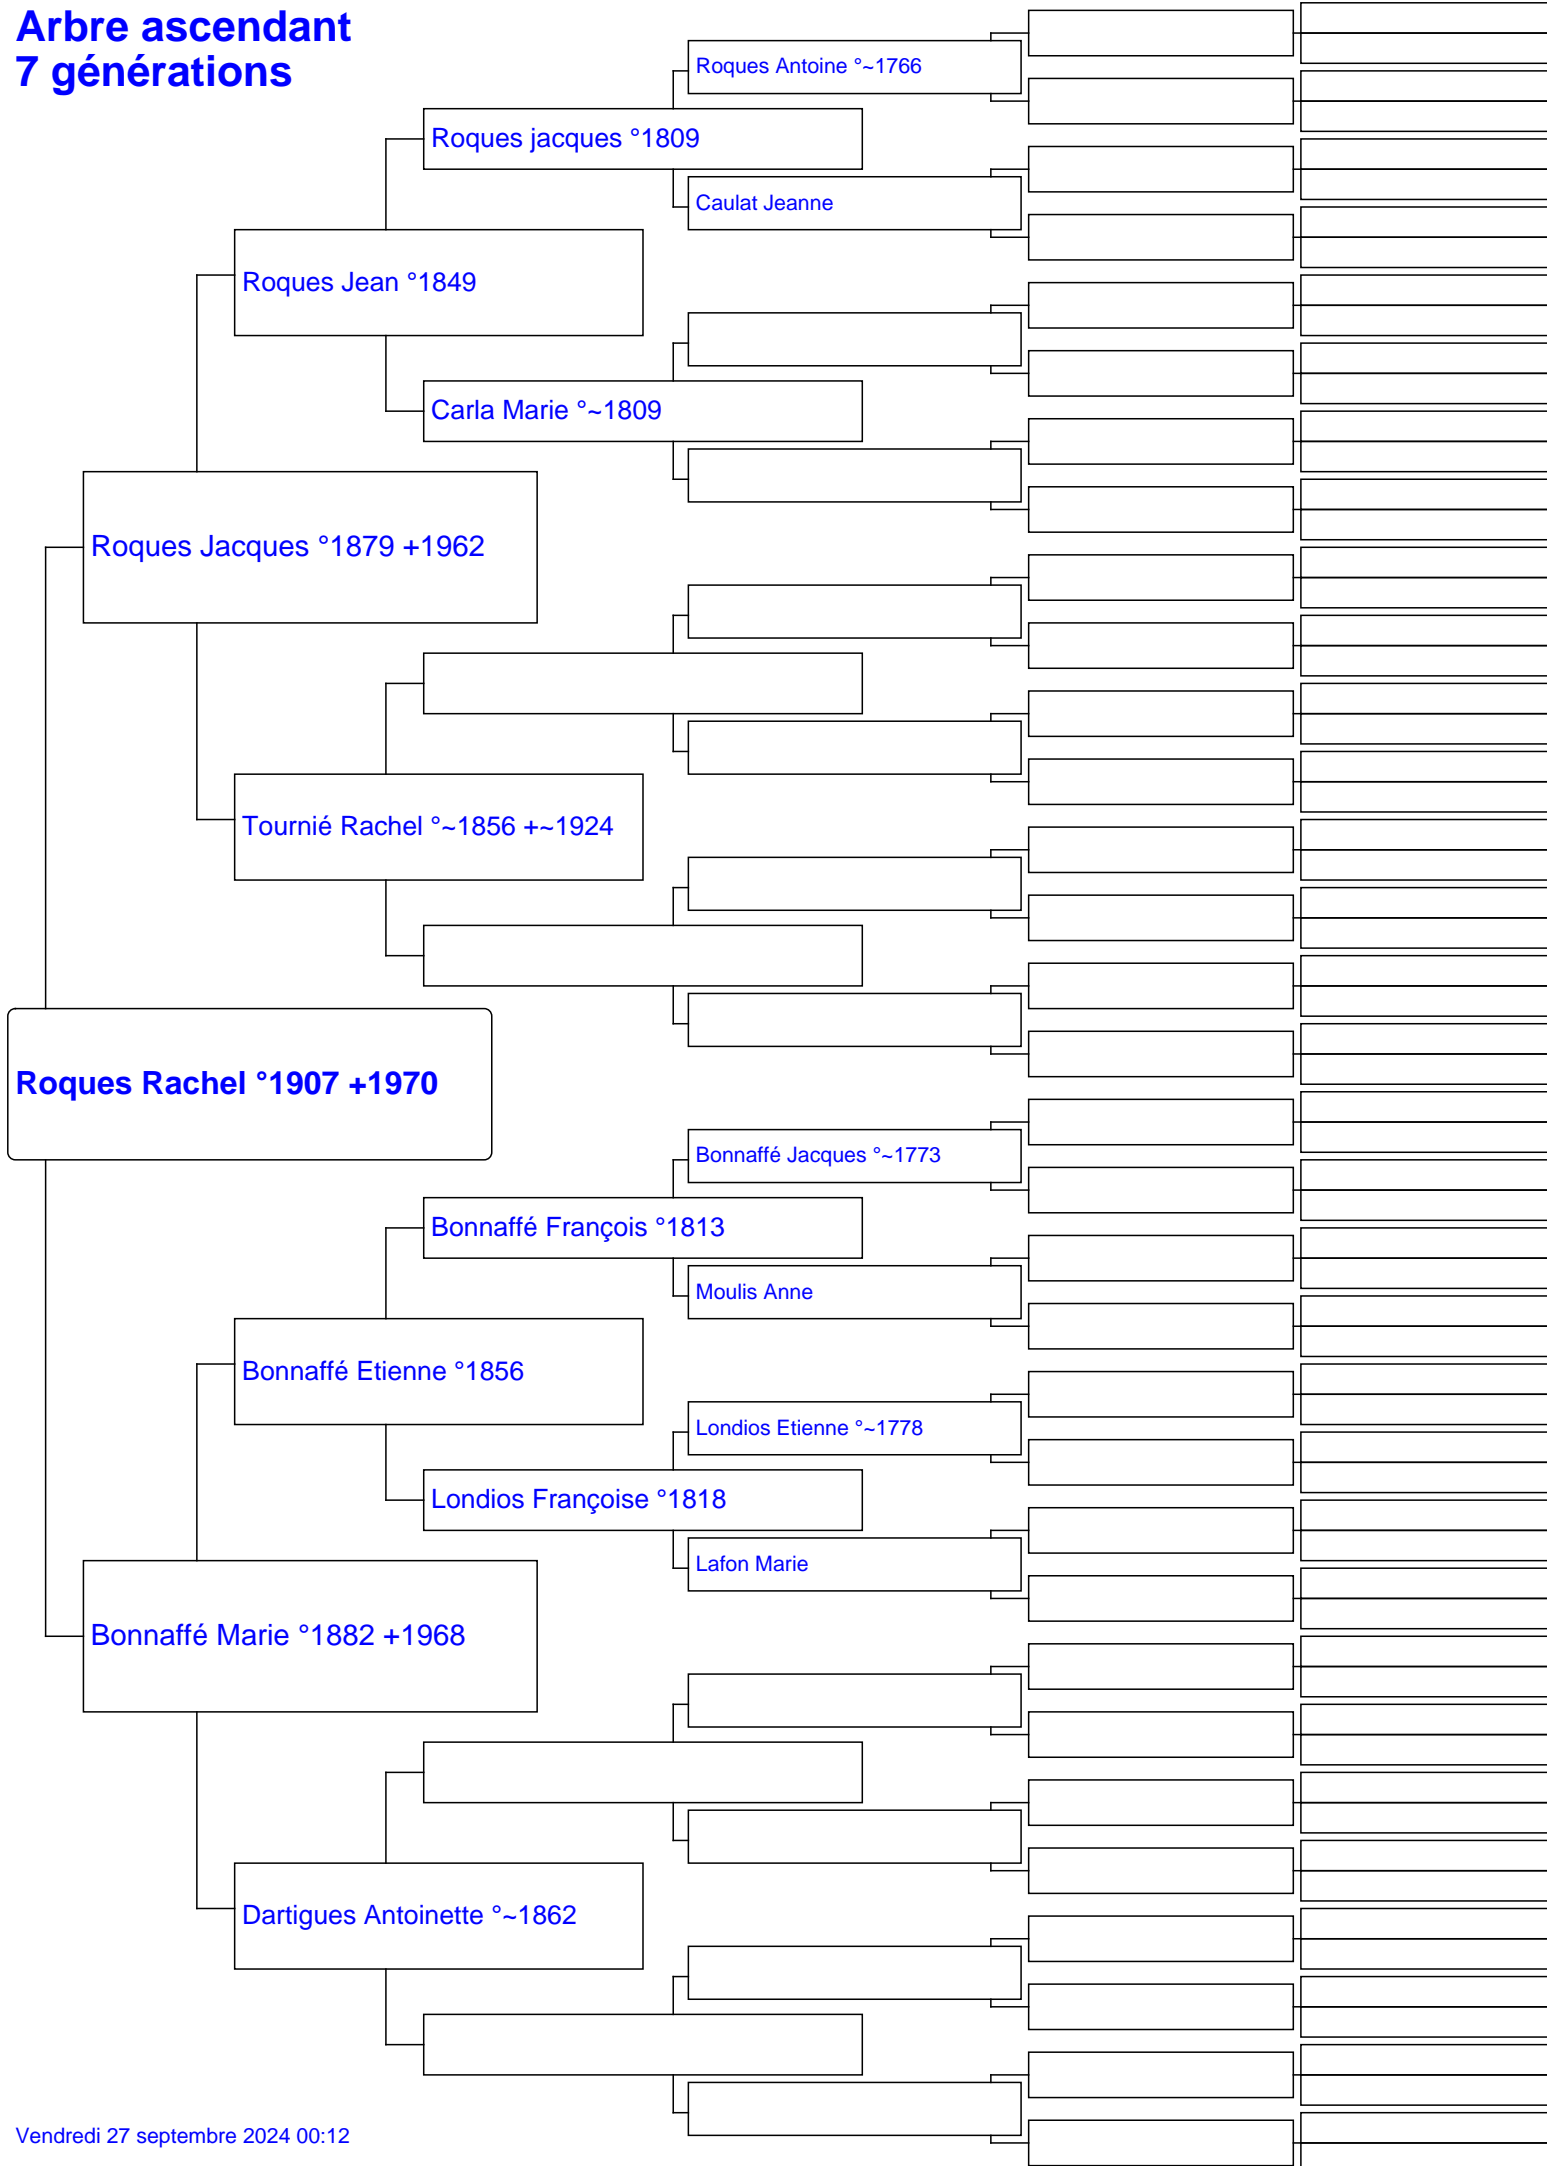 Arbre ascendant
7 générations
Roques Antoine °~1766
Roques jacques °1809
Caulat Jeanne
Roques Jean °1849
Carla Marie °~1809
Roques Jacques °1879 +1962
Tournié Rachel °~1856 +~1924
Roques Rachel °1907 +1970
Bonnaffé Jacques °~1773
Bonnaffé François °1813
Moulis Anne
Bonnaffé Etienne °1856
Londios Etienne °~1778
Londios Françoise °1818
Lafon Marie
Bonnaffé Marie °1882 +1968
Dartigues Antoinette °~1862
Vendredi 27 septembre 2024 00:12